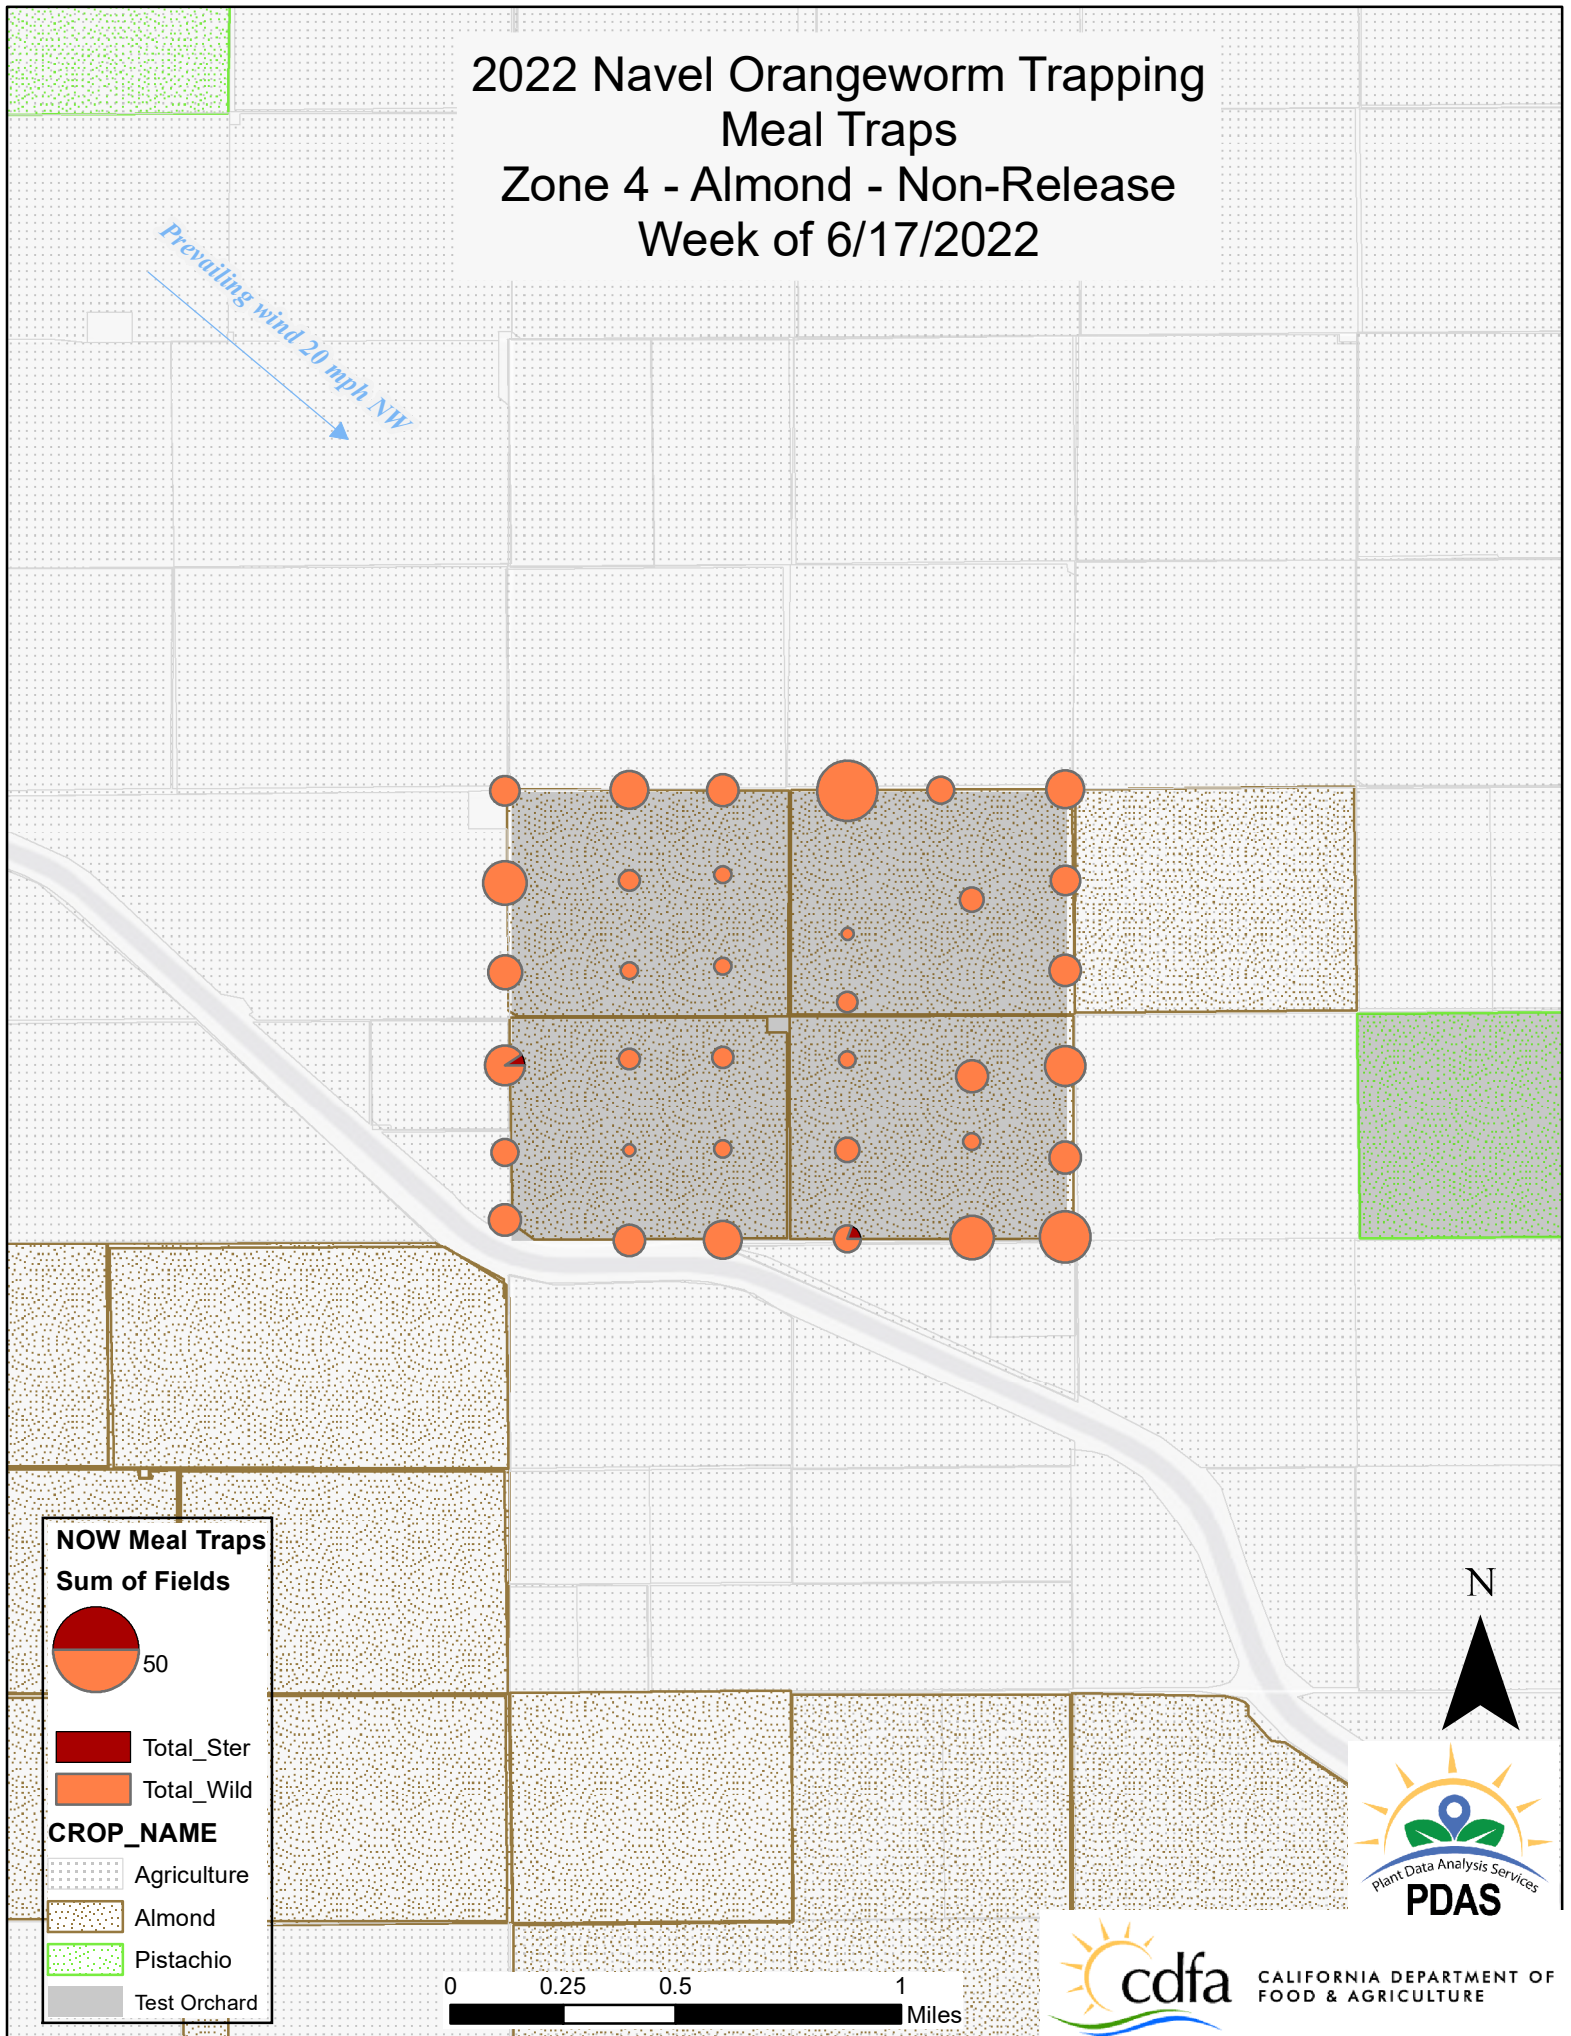 2022 Navel Orangeworm Trapping
Meal Traps
Zone 4 - Almond - Non-Release
Week of 6/17/2022
Prevailing wind 20 mph NW
NOW Meal Traps
Sum of Fields
50
Total_Ster
Total_Wild
CROP_NAME
Agriculture
Almond
Pistachio
Test Orchard
0 0.25 0.5 1
Miles
N
Plant Data Analysis Services
PDAS
cdfa
CALIFORNIA DEPARTMENT OF
FOOD & AGRICULTURE